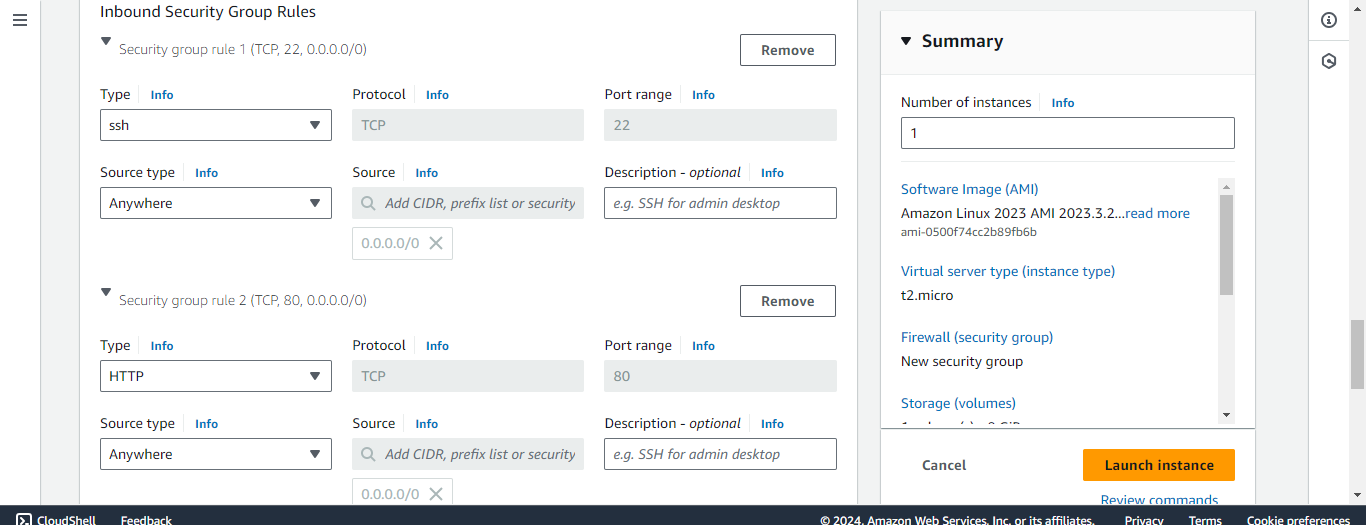 Inbound Security Group Rules
Security group rule 1 (TCP, 22, 0.0.0.0/0)
Remove
Type Info
Protocol Info
Port range Info
ssh
TCP
22
Source type Info
Source Info
Description - optional Info
Anywhere
Add CIDR, prefix list or security
e.g. SSH for admin desktop
0.0.0.0/0
Security group rule 2 (TCP, 80, 0.0.0.0/0)
Remove
Type Info
Protocol Info
Port range Info
HTTP
TCP
80
Source type Info
Source Info
Description - optional Info
Anywhere
Add CIDR, prefix list or security
e.g. SSH for admin desktop
0.0.0.0/0
Summary
Number of instances Info
1
Software Image (AMI)
Amazon Linux 2023 AMI 2023.3.2...read more
ami-0500f74cc2b89fb6b
Virtual server type (instance type)
t2.micro
Firewall (security group)
New security group
Storage (volumes)
Cancel
Launch instance
Review commands
CloudShell Feedback
© 2024, Amazon Web Services, Inc. or its affiliates. Privacy Terms Cookie preferences